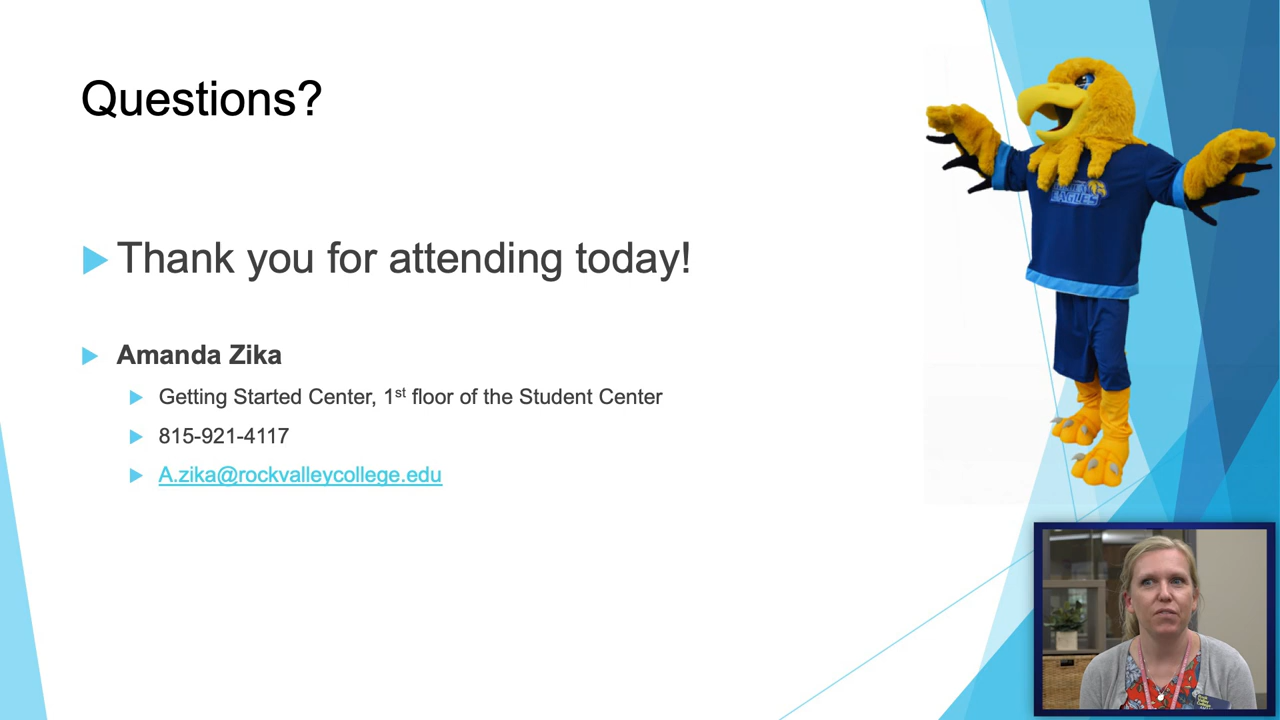 Questions?
Thank you for attending today!
Amanda Zika
Getting Started Center, 1st floor of the Student Center
815-921-4117
A.zika@rockvalleycollege.edu
EAGLES